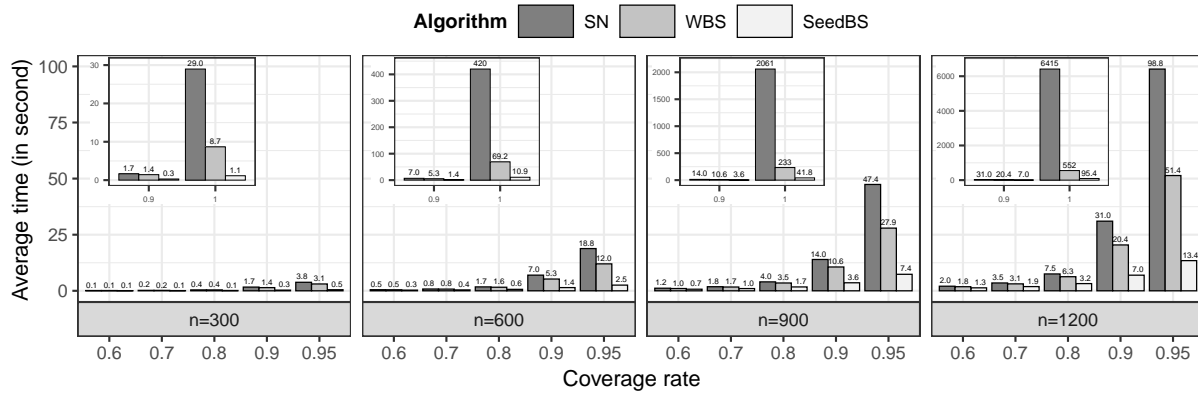 Algorithm SN WBS SeedBS
Average time (in second)
100
75
50
25
0
30
20
10
0
29.0
8.7
1.1
1.7 1.4 0.3
0.9 1
0.1 0.1 0.1 0.2 0.2 0.1 0.4 0.4 0.1 1.7 1.4 0.3 3.8 3.1 0.5
n=300
0.6 0.7 0.8 0.9 0.95
400
300
200
100
0
420
69.2
10.9
7.0 5.3 1.4
0.9 1
0.5 0.5 0.3 0.8 0.8 0.4 1.7 1.6 0.6 7.0 5.3 1.4 18.8 12.0 2.5
n=600
0.6 0.7 0.8 0.9 0.95
2000
1500
1000
500
0
2061
233
41.8
14.0 10.6 3.6
0.9 1
1.2 1.0 0.7 1.8 1.7 1.0 4.0 3.5 1.7 14.0 10.6 3.6 47.4 27.9 7.4
n=900
0.6 0.7 0.8 0.9 0.95
6000
4000
2000
0
6415
552
95.4
31.0 20.4 7.0
0.9 1
2.0 1.8 1.3 3.5 3.1 1.9 7.5 6.3 3.2 31.0 20.4 7.0 98.8 51.4 13.4
n=1200
0.6 0.7 0.8 0.9 0.95
Coverage rate